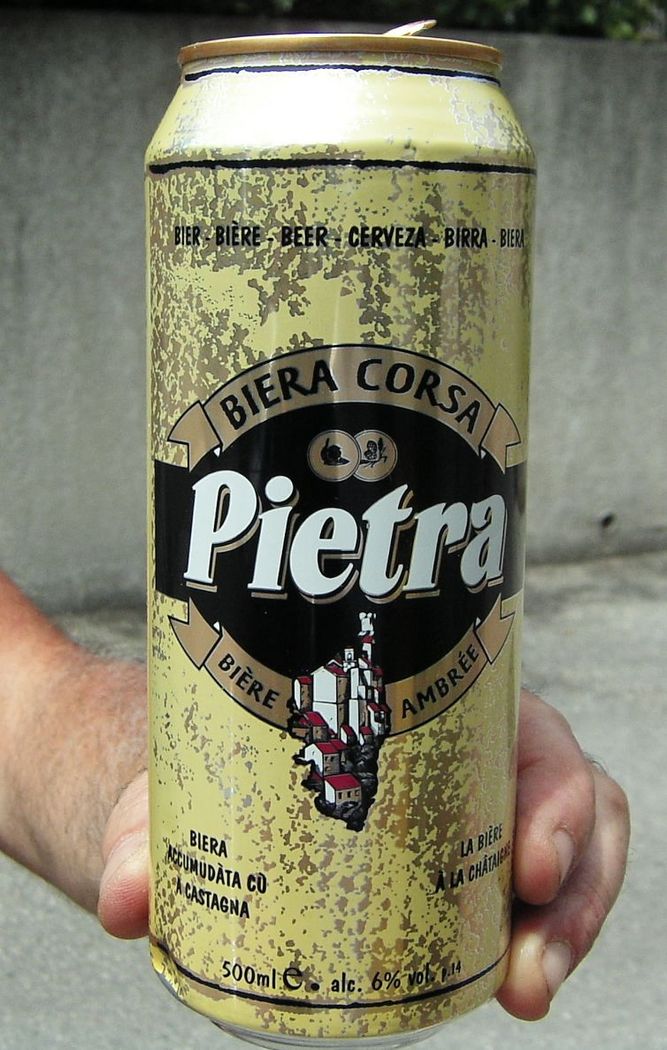 BIER - BIÈRE - BEER - CERVEZA - BIRRA - BIERA
BIERA CORSA
Pietra
BIÈRE AMBRÉE
BIERA
ACCUMUDÀTA CÙ
A CASTAGNA
LA BIÈRE
À LA CHÂTAIGNE
500ml e . alc. 6% vol. P.14